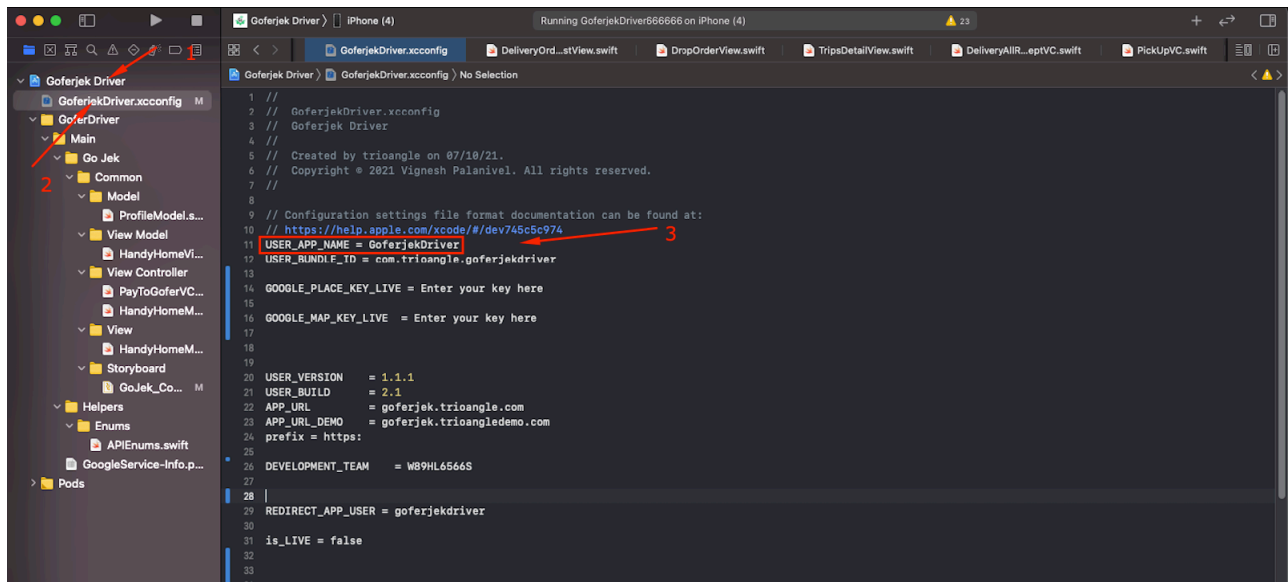 Goferjek Driver 〉 iPhone (4)
Running GoferjekDriver666666 on iPhone (4)
23
GoferjekDriver.xcconfig
DeliveryOrd...stView.swift
DropOrderView.swift
TripsDetailView.swift
DeliveryAllR...eptVC.swift
PickUpVC.swift
1
Goferjek Driver
GoferjekDriver.xcconfig M
GoferDriver
Main
Go Jek
2
Common
Model
ProfileModel.s...
View Model
HandyHomeVi...
View Controller
PayToGoferVC...
HandyHomeM...
View
HandyHomeM...
Storyboard
GoJek_Co... M
Helpers
Enums
APIEnums.swift
GoogleService-Info.p...
Pods
Goferjek Driver 〉 GoferjekDriver.xcconfig 〉 No Selection
1 //
2 // GoferjekDriver.xcconfig
3 // Goferjek Driver
4 //
5 // Created by trioangle on 07/10/21.
6 // Copyright © 2021 Vignesh Palanivel. All rights reserved.
7 //
8
9 // Configuration settings file format documentation can be found at:
10 // https://help.apple.com/xcode/#/dev745c5c974
3
11 USER_APP_NAME = GoferjekDriver
12 USER_BUNDLE_ID = com.trioangle.goferjekdriver
13
14 GOOGLE_PLACE_KEY_LIVE = Enter your key here
15
16 GOOGLE_MAP_KEY_LIVE = Enter your key here
17
18
19
20 USER_VERSION = 1.1.1
21 USER_BUILD = 2.1
22 APP_URL = goferjek.trioangle.com
23 APP_URL_DEMO = goferjek.trioangledemo.com
24 prefix = https:
25
26 DEVELOPMENT_TEAM = W89HL6566S
27
28
29 REDIRECT_APP_USER = goferjekdriver
30
31 is_LIVE = false
32
33